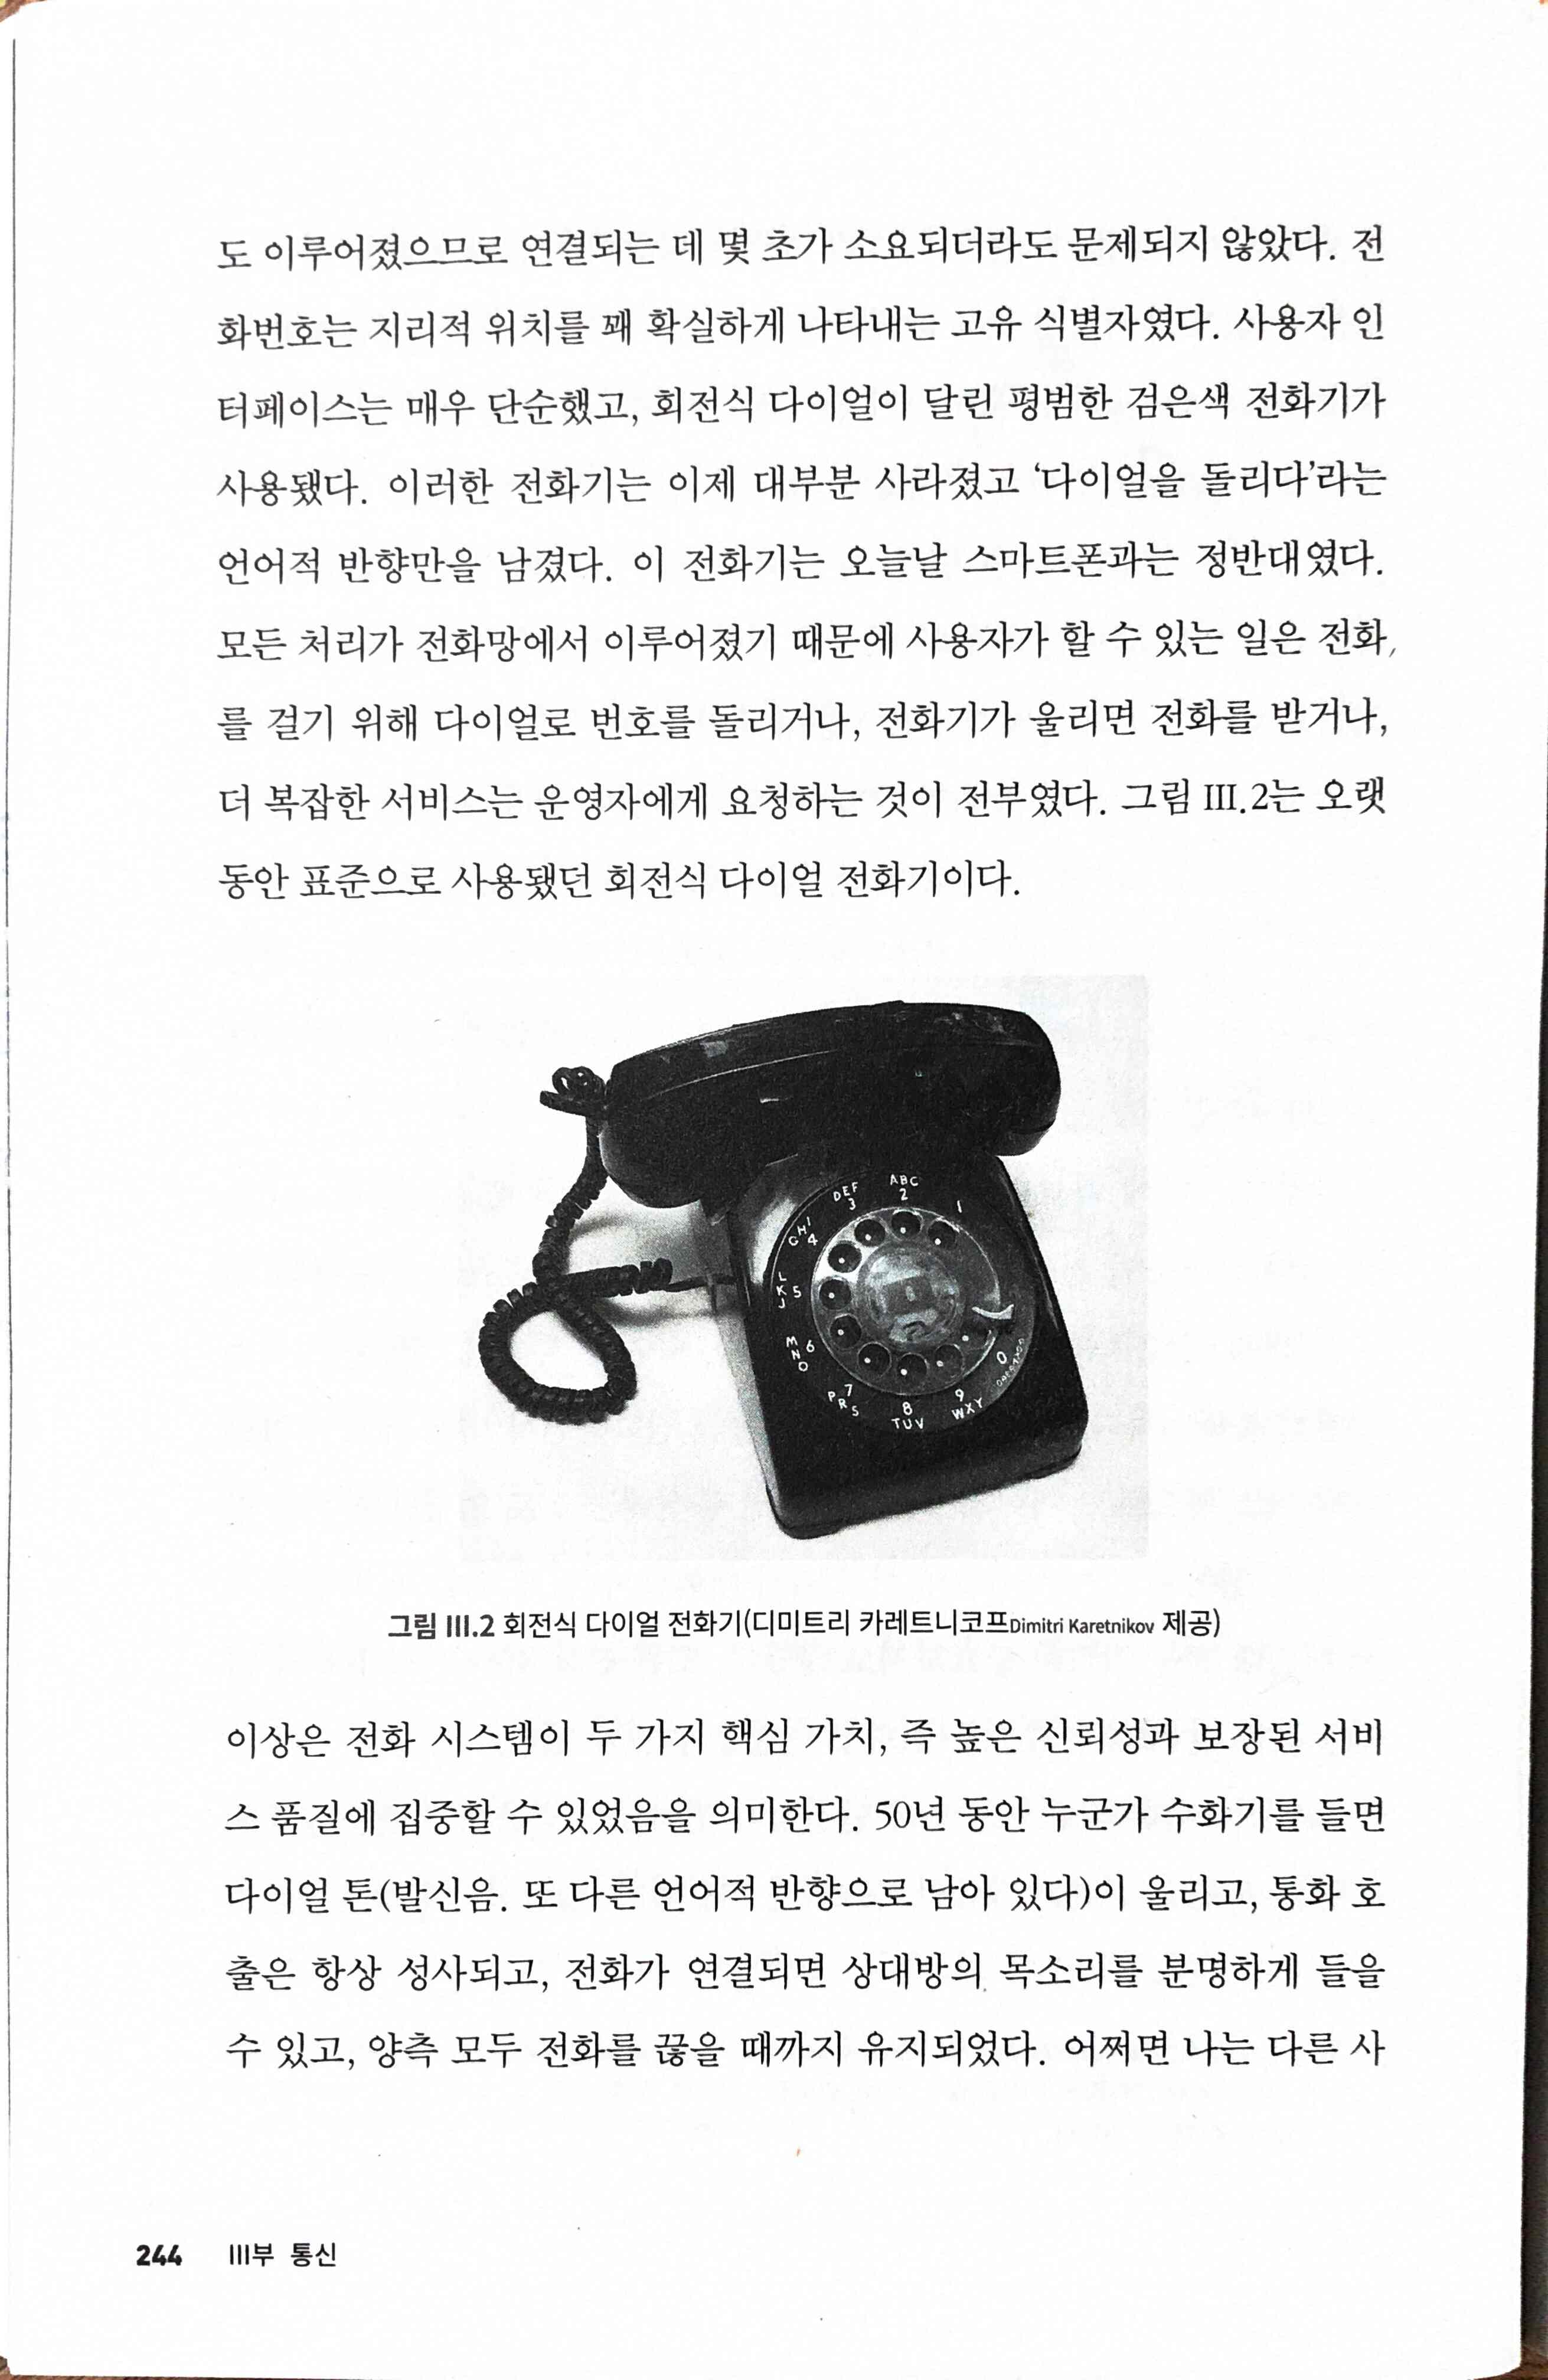 도 이루어졌으므로 연결되는 데 몇 초가 소요되더라도 문제되지 않았다. 전
화번호는 지리적 위치를 꽤 확실하게 나타내는 고유 식별자였다. 사용자 인
터페이스는 매우 단순했고, 회전식 다이얼이 달린 평범한 검은색 전화기가
사용됐다. 이러한 전화기는 이제 대부분 사라졌고 ‘다이얼을 돌리다’라는
언어적 반향만을 남겼다. 이 전화기는 오늘날 스마트폰과는 정반대였다.
모든 처리가 전화망에서 이루어졌기 때문에 사용자가 할 수 있는 일은 전화
를 걸기 위해 다이얼로 번호를 돌리거나, 전화기가 울리면 전화를 받거나,
더 복잡한 서비스는 운영자에게 요청하는 것이 전부였다. 그림 III.2는 오랫
동안 표준으로 사용됐던 회전식 다이얼 전화기이다.
1
ABC 2
DEF 3
GHI 4
JKL 5
MNO 6
PRS 7
TUV 8
WXY 9
OPERATOR 0
그림 III.2 회전식 다이얼 전화기(디미트리 카레트니코프Dimitri Karetnikov 제공)
이상은 전화 시스템이 두 가지 핵심 가치, 즉 높은 신뢰성과 보장된 서비
스 품질에 집중할 수 있었음을 의미한다. 50년 동안 누군가 수화기를 들면
다이얼 톤(발신음. 또 다른 언어적 반향으로 남아 있다)이 울리고, 통화 호
출은 항상 성사되고, 전화가 연결되면 상대방의 목소리를 분명하게 들을
수 있고, 양측 모두 전화를 끊을 때까지 유지되었다. 어쩌면 나는 다른 사
244 III부 통신